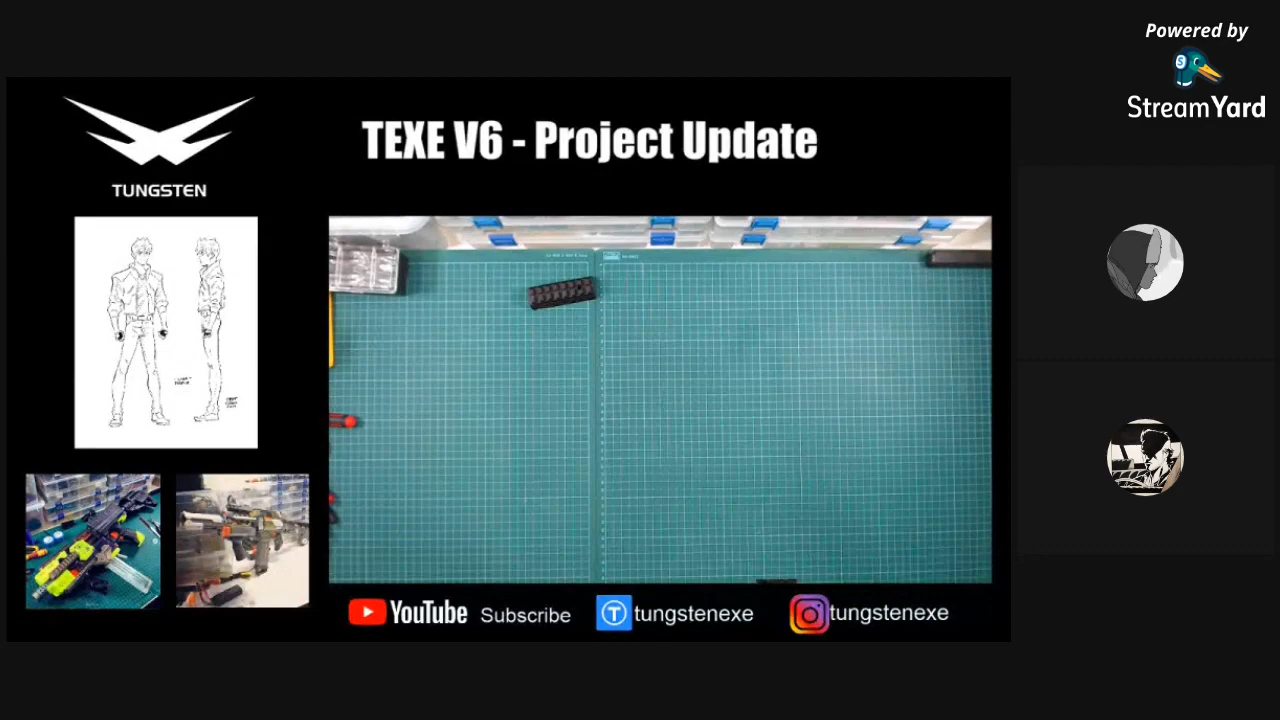 Powered by
StreamYard
TEXE V6 - Project Update
TUNGSTEN
YouTube Subscribe
tungstenexe
tungstenexe